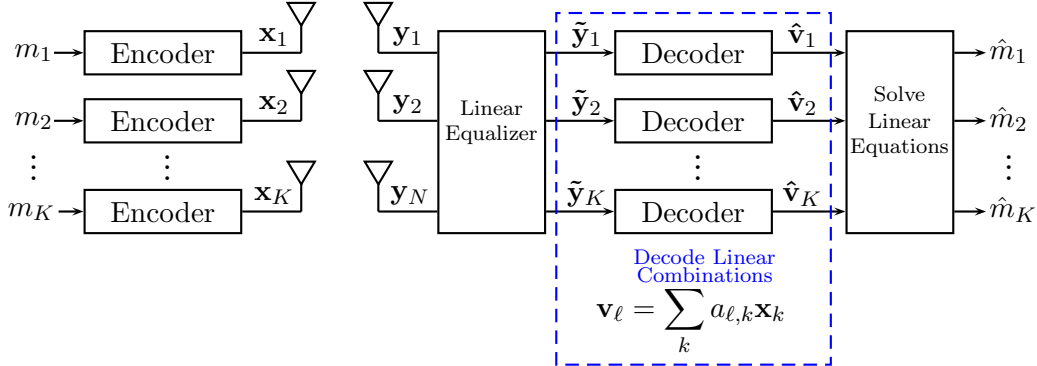 m₁ Encoder x₁ y₁ ỹ₁ Decoder v̂₁ m̂₁
m₂ Encoder x₂ y₂ Linear Equalizer ỹ₂ Decoder v̂₂ Solve Linear Equations m̂₂
⋮ ⋮ ⋮ ⋮
m_K Encoder x_K y_N ỹ_K Decoder v̂_K m̂_K
Decode Linear
Combinations
v_ℓ = ∑_k a_{ℓ,k} x_k